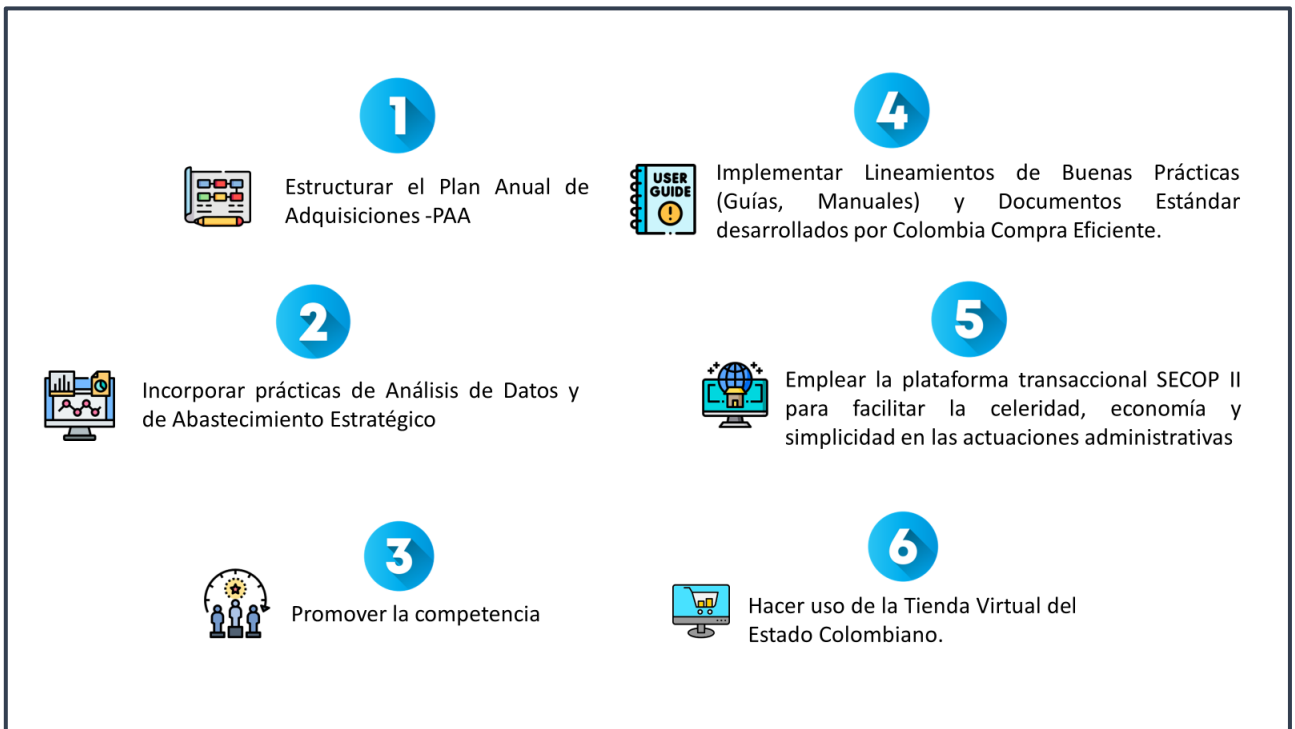 1
Estructurar el Plan Anual de
Adquisiciones -PAA
2
Incorporar prácticas de Análisis de Datos y
de Abastecimiento Estratégico
3
Promover la competencia
4
USER
GUIDE
Implementar Lineamientos de Buenas Prácticas
(Guías, Manuales) y Documentos Estándar
desarrollados por Colombia Compra Eficiente.
5
Emplear la plataforma transaccional SECOP II
para facilitar la celeridad, economía y
simplicidad en las actuaciones administrativas
6
Hacer uso de la Tienda Virtual del
Estado Colombiano.